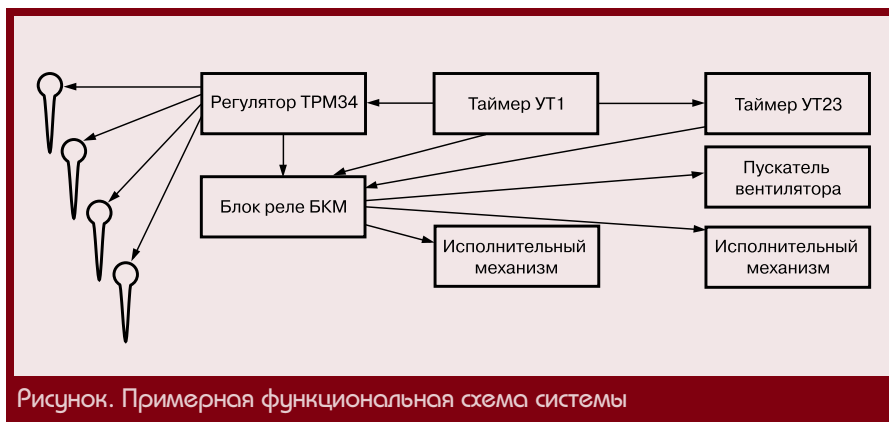 Регулятор ТРМ34
Таймер УТ1
Таймер УТ23
Пускатель
вентилятора
Блок реле БКМ
Исполнительный
механизм
Исполнительный
механизм
Рисунок. Примерная функциональная схема системы